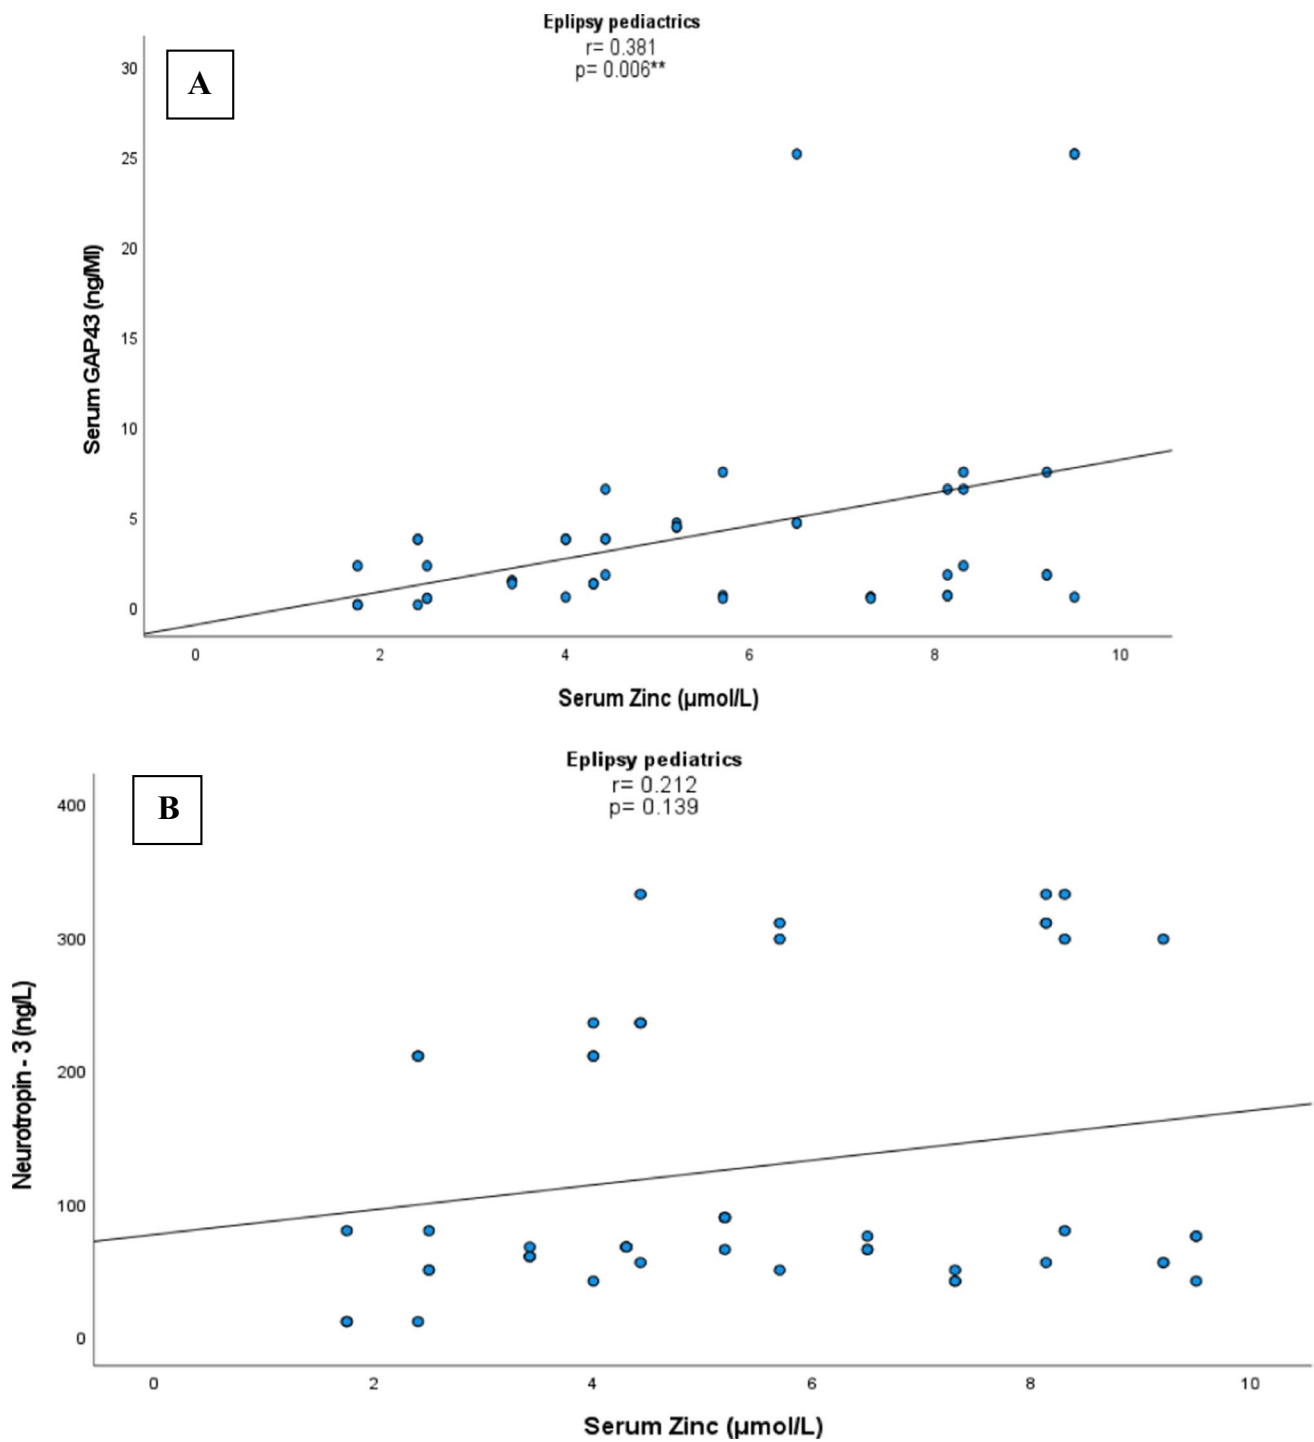 Eplipsy pediactrics
r= 0.381
p= 0.006**
A
30
25
20
15
10
5
0
Serum GAP43 (ng/Ml)
0 2 4 6 8 10
Serum Zinc (µmol/L)
Eplipsy pediatrics
r= 0.212
p= 0.139
B
400
300
200
100
0
Neurotropin - 3 (ng/L)
0 2 4 6 8 10
Serum Zinc (µmol/L)